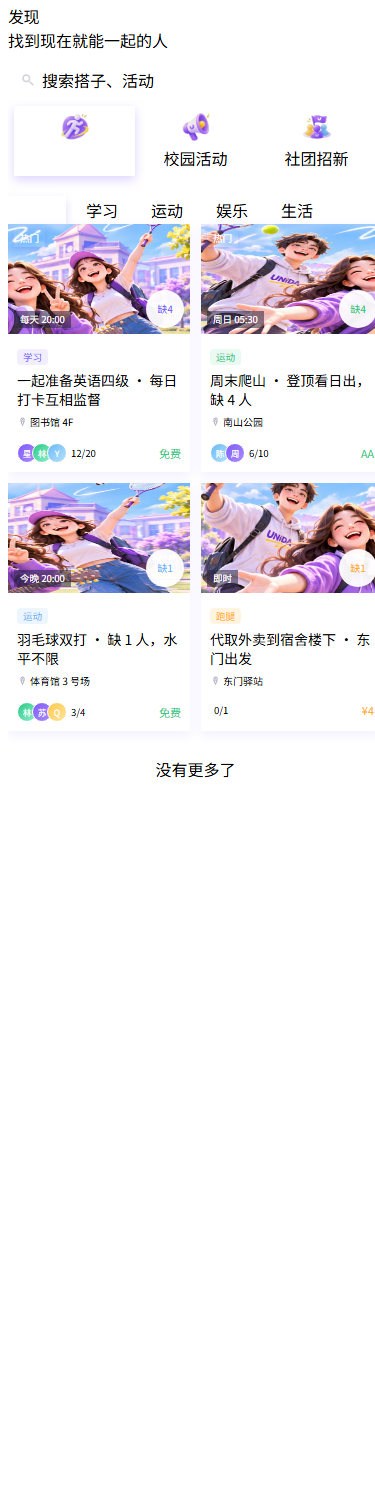 发现
找到现在就能一起的人
搜索搭子、活动
校园活动
社团招新
学习
运动
娱乐
生活
热门
每天 20:00
缺4
学习
一起准备英语四级 · 每日
打卡互相监督
图书馆 4F
星
林
Y
12/20
免费
热门
UNIDA
周日 05:30
缺4
运动
周末爬山 · 登顶看日出，
缺 4 人
南山公园
陈
周
6/10
AA
今晚 20:00
缺1
运动
羽毛球双打 · 缺 1 人，水
平不限
体育馆 3 号场
林
苏
Q
3/4
免费
UNIDA
即时
缺1
跑腿
代取外卖到宿舍楼下 · 东
门出发
东门驿站
0/1
¥4
没有更多了